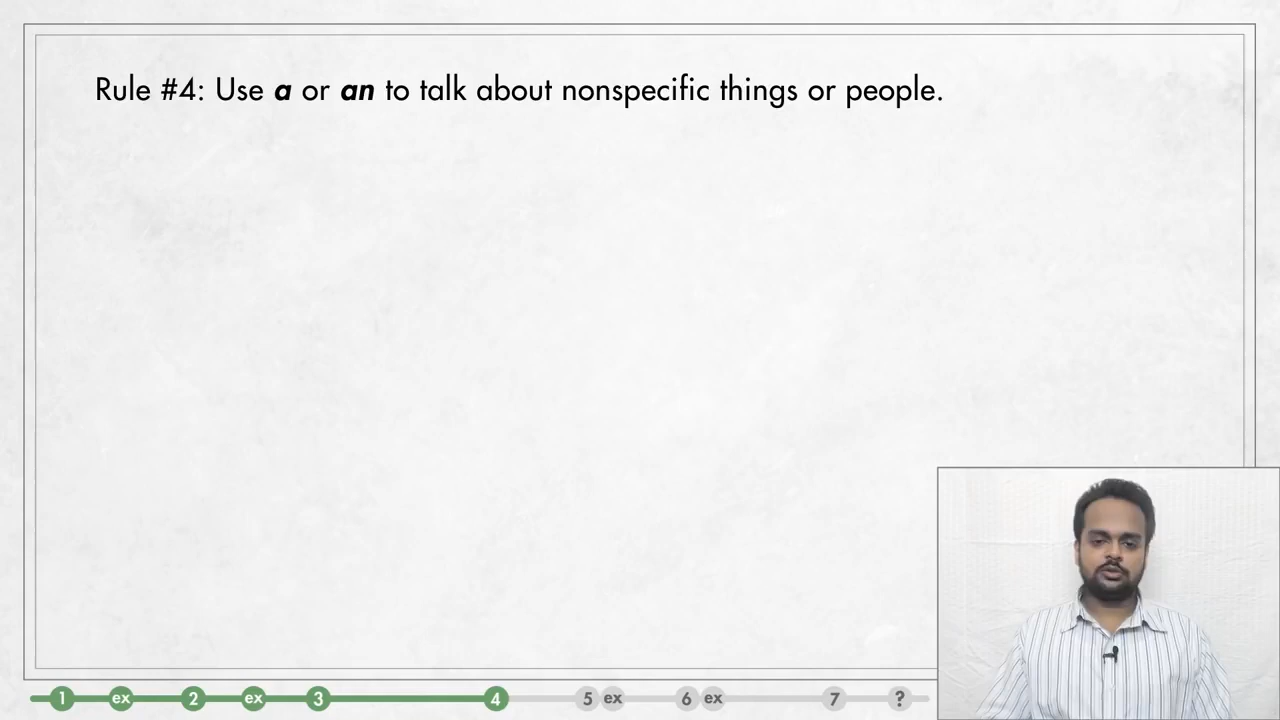 Rule #4: Use a or an to talk about nonspecific things or people.
1 ex 2 ex 3 4 5 ex 6 ex 7 ?